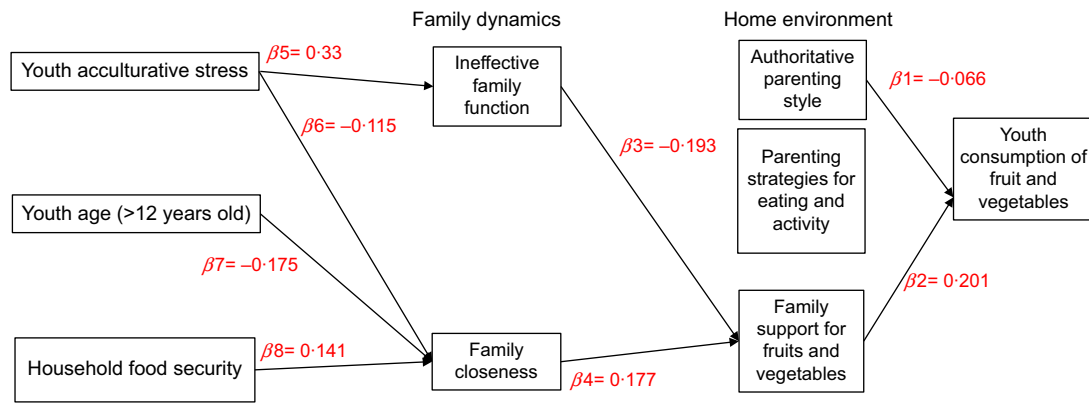 Family dynamics
Home environment
Youth acculturative stress
β5= 0·33
Ineffective
family
function
Authoritative
parenting
style
β1= –0·066
β6= –0·115
β3= –0·193
Parenting
strategies for
eating and
activity
Youth
consumption of
fruit and
vegetables
Youth age (>12 years old)
β7= –0·175
β2= 0·201
Household food security
β8= 0·141
Family
closeness
β4= 0·177
Family
support for
fruits and
vegetables